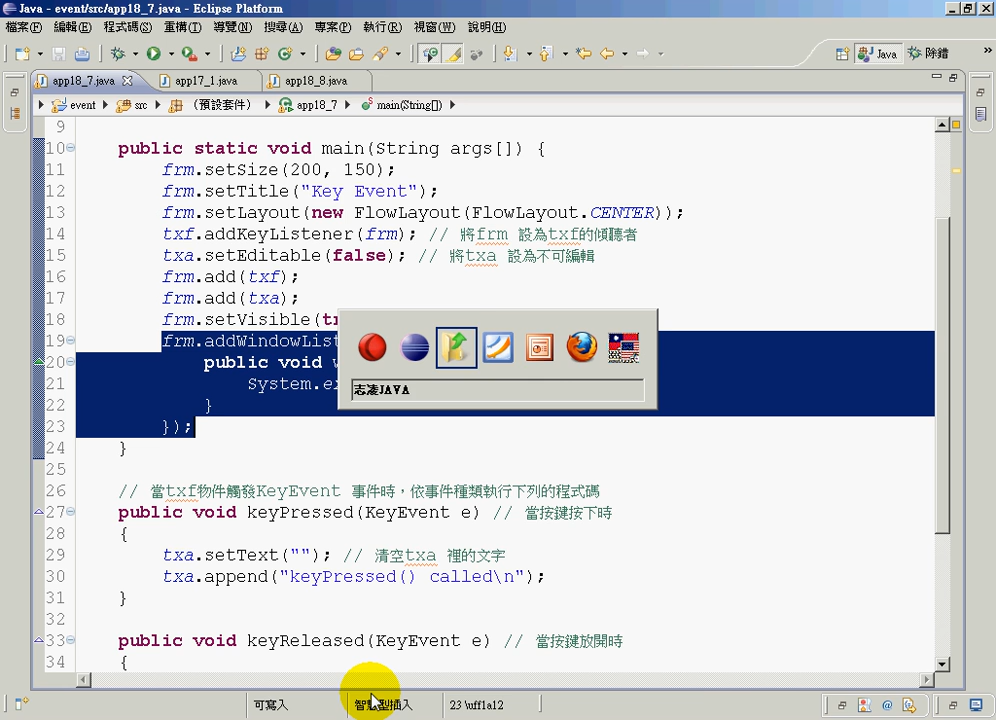 Java - event/src/app18_7.java - Eclipse Platform
檔案(F) 編輯(E) 程式碼(S) 重構(T) 導覽(N) 搜尋(A) 專案(P) 執行(R) 視窗(W) 說明(H)
Java 除錯 »
app18_7.java app17_1.java app18_8.java
event src (預設套件) app18_7 main(String[])
9
10 public static void main(String args[]) {
11 frm.setSize(200, 150);
12 frm.setTitle("Key Event");
13 frm.setLayout(new FlowLayout(FlowLayout.CENTER));
14 txf.addKeyListener(frm); // 將frm 設為txf的傾聽者
15 txa.setEditable(false); // 將txa 設為不可編輯
16 frm.add(txf);
17 frm.add(txa);
18 frm.setVisible(tr
19 frm.addWindowList
20 public void w
21 System.ex
22 }
23 });
志凌JAVA
24 }
25
26 // 當txf物件觸發KeyEvent 事件時，依事件種類執行下列的程式碼
27 public void keyPressed(KeyEvent e) // 當按鍵按下時
28 {
29 txa.setText(""); // 清空txa 裡的文字
30 txa.append("keyPressed() called\n");
31 }
32
33 public void keyReleased(KeyEvent e) // 當按鍵放開時
34 {
可寫入 智慧型插入 23 \uff1a12